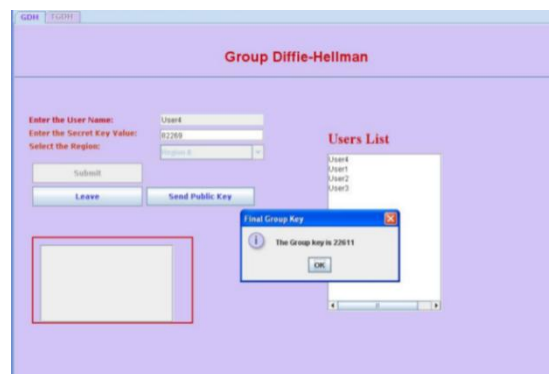 GDH TGDH
Group Diffie-Hellman
Enter the User Name: User4
Enter the Secret Key Value: 02280
Select the Region:
Submit
Leave Send Public Key
Users List
User4
User1
User2
User3
Final Group Key
The Group key is 22611
OK